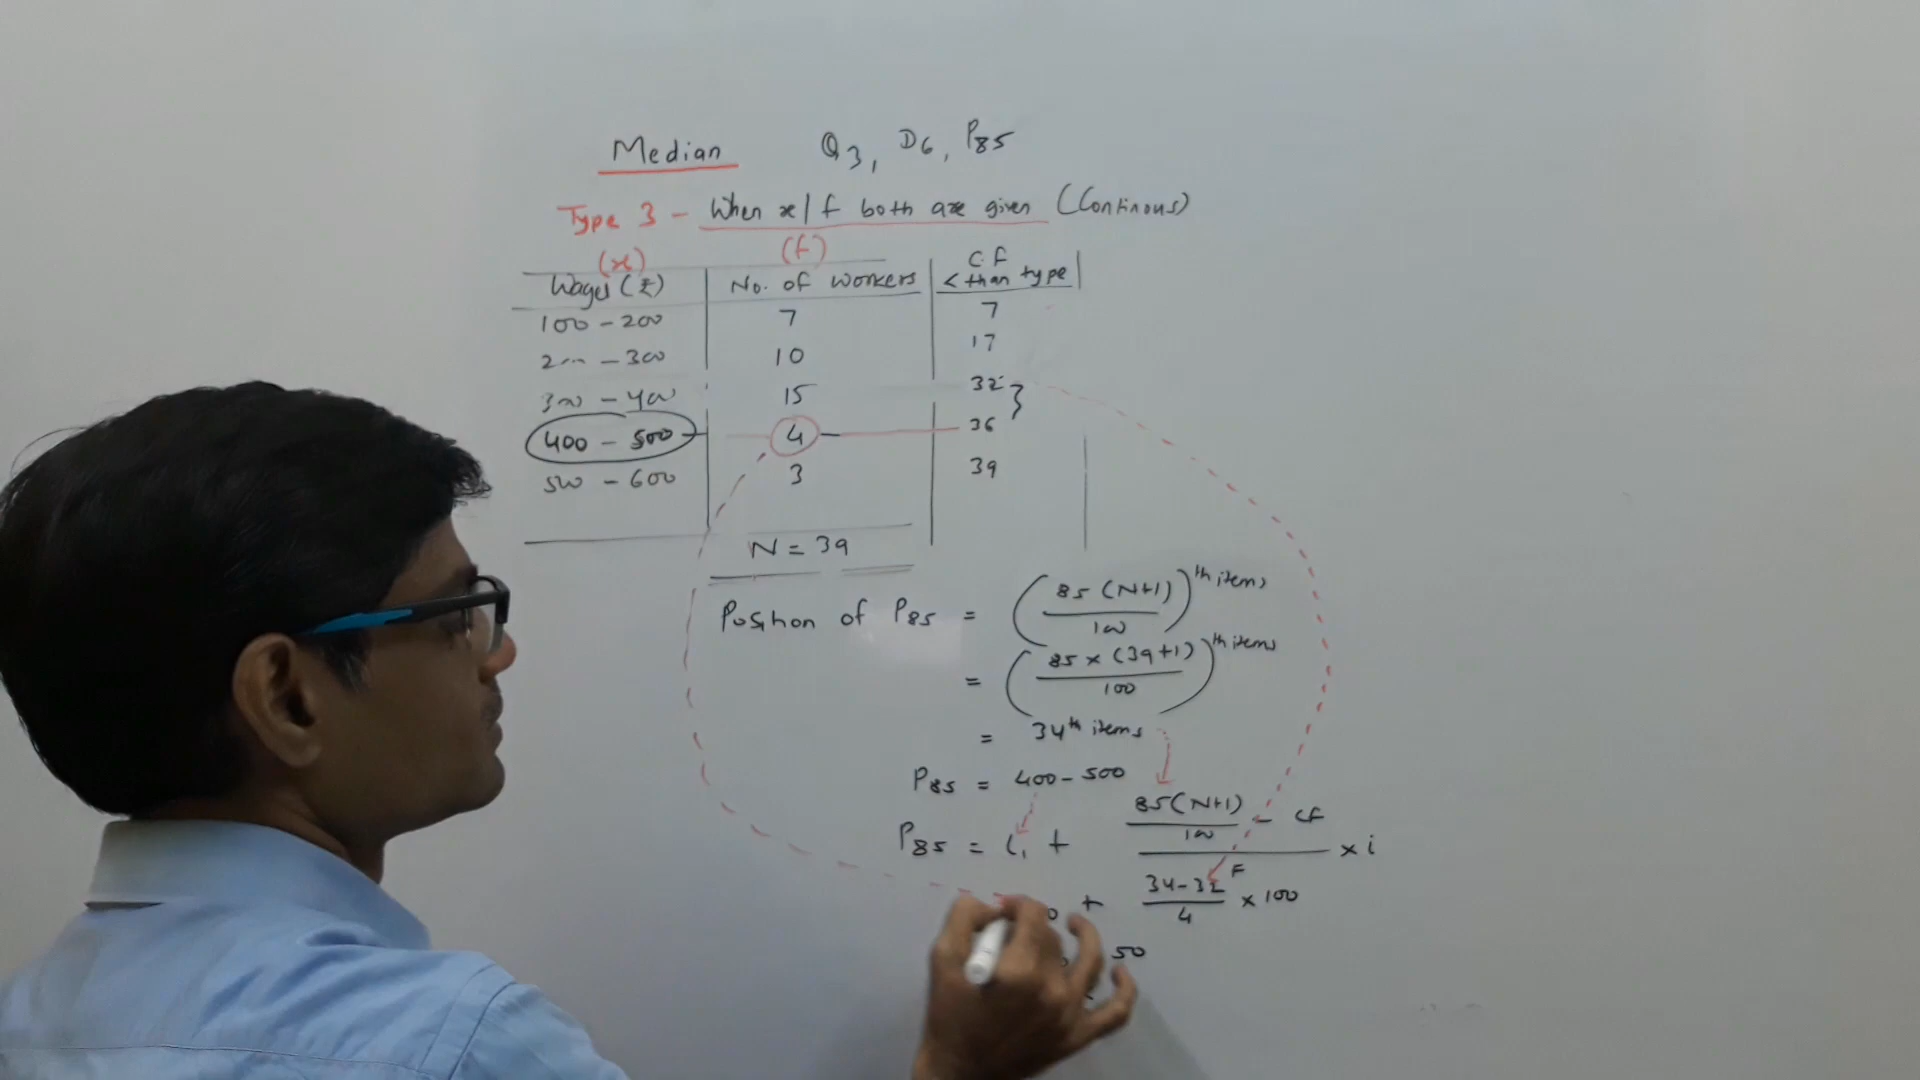 Median Q3, D6, P85
Type 3 - When x/f both are given (Continous)
(x) (f)
Wages (₹) No. of workers C.F < than type
100 - 200 7 7
- 300 10 17
300 - 400 15 32
400 - 500 4 36
500 - 600 3 39
N = 39
Position of P85 = (85 (N+1) / 100)th items
= (85 × (39+1) / 100)th items
= 34th items
P85 = 400 - 500
P85 = l1 + (85(N+1)/100 - cf) / F × i
+ (34-32)/4 × 100
50